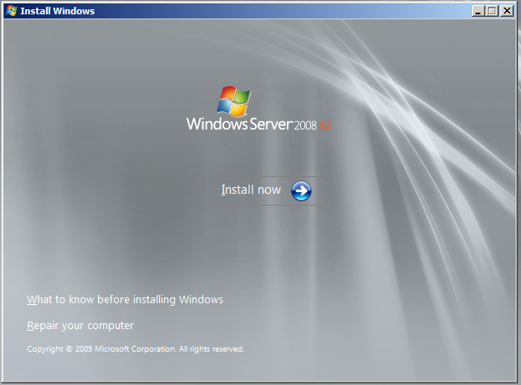 Install Windows
Windows Server 2008 R2
Install now
What to know before installing Windows
Repair your computer
Copyright © 2009 Microsoft Corporation. All rights reserved.